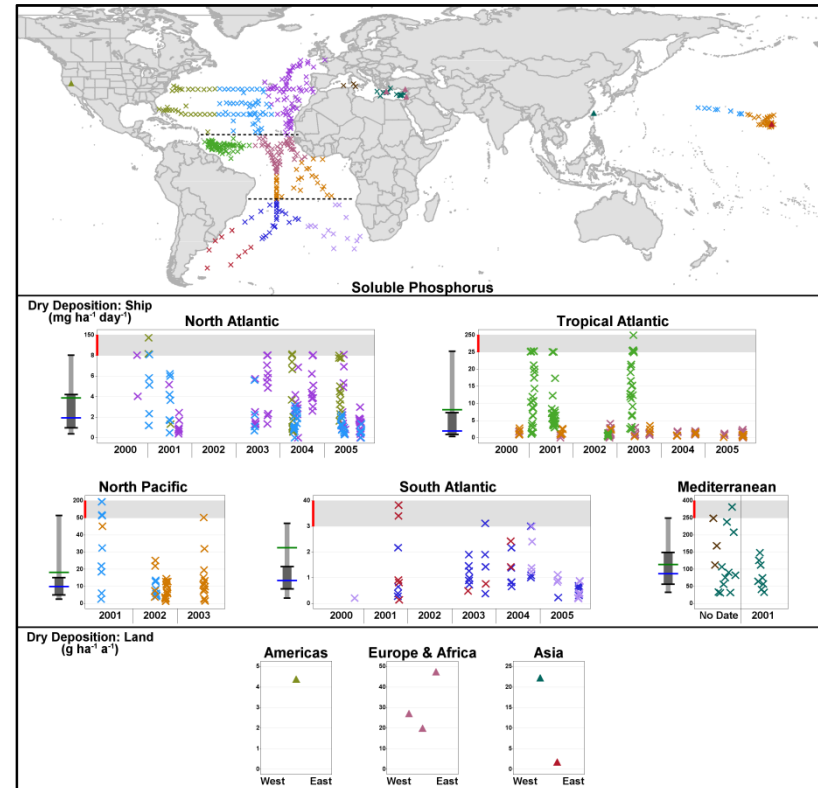 Soluble Phosphorus
Dry Deposition: Ship
(mg ha⁻¹ day⁻¹)
North Atlantic
150
8
6
4
2
0
2000 2001 2002 2003 2004 2005
Tropical Atlantic
250
25
20
15
10
5
0
2000 2001 2002 2003 2004 2005
North Pacific
200
50
40
30
20
10
0
2001 2002 2003
South Atlantic
40
3
2
1
0
2000 2001 2002 2003 2004 2005
Mediterranean
400
250
200
150
100
50
0
No Date 2001
Dry Deposition: Land
(g ha⁻¹ a⁻¹)
Americas
5
4
3
2
1
0
West East
Europe & Africa
50
40
30
20
10
0
West East
Asia
25
20
15
10
5
0
West East